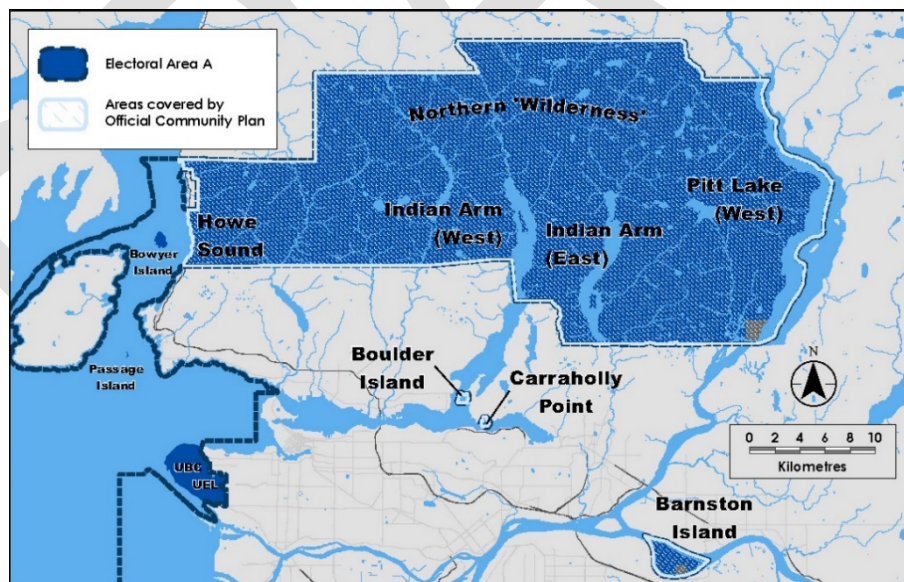 Electoral Area A
Areas covered by
Official Community Plan
Northern 'Wilderness'
Pitt Lake
(West)
Indian Arm
(West)
Indian Arm
(East)
Howe
Sound
Bowyer
Island
Passage
Island
Boulder
Island
Carraholly
Point
N
0 2 4 6 8 10
Kilometres
UBC
UEL
Barnston
Island